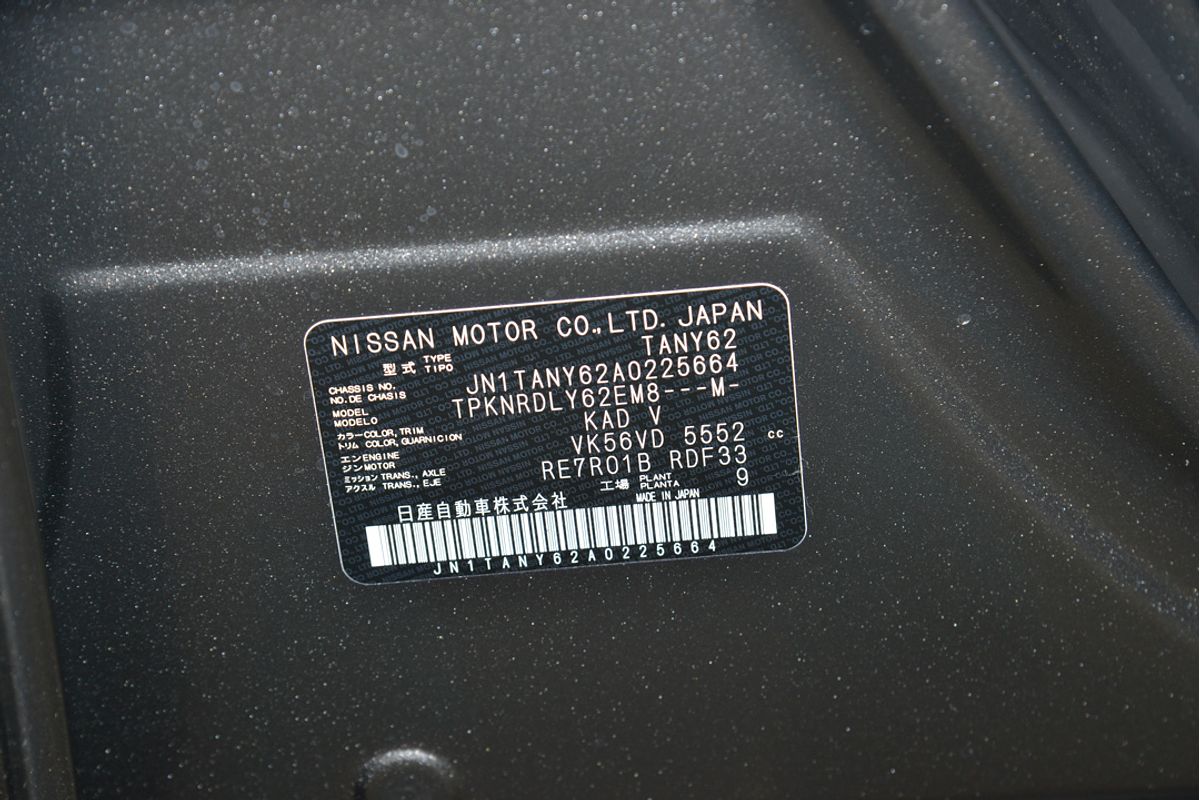 NISSAN MOTOR CO., LTD. JAPAN
型式 TYPE TIPO TANY62
CHASSIS NO. NO. DE CHASIS JN1TANY62A0225664
MODEL MODELO TPKNRDLY62EM8---M-
カラー トリム COLOR, TRIM COLOR, GUARNICION KAD V
エンジン ENGINE MOTOR VK56VD 5552 cc
ミッション アクスル TRANS., AXLE TRANS., EJE RE7R01B RDF33
工場 PLANT PLANTA 9
日産自動車株式会社 MADE IN JAPAN
JN1TANY62A0225664